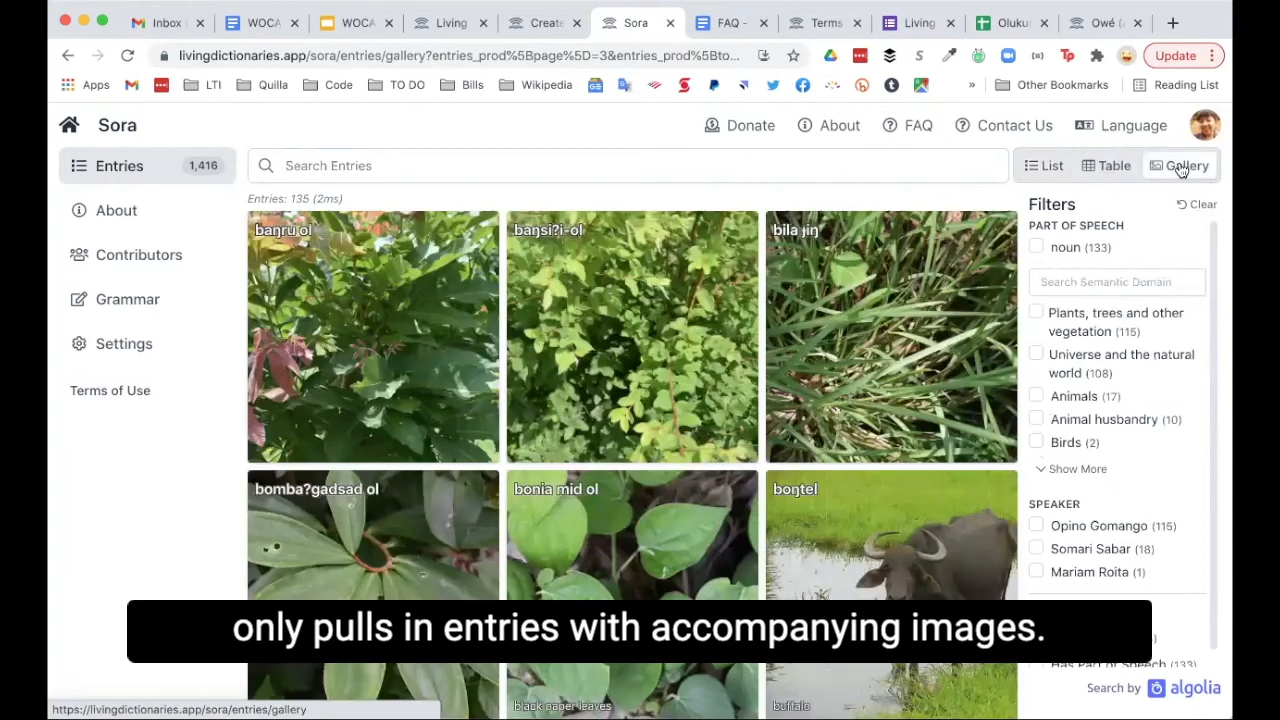 Inbox (
WOCA
WOCA
Living
Create
Sora
FAQ -
Terms
Living
Oluku
Owé (
livingdictionaries.app/sora/entries/gallery?entries_prod%5Bpage%5D=3&entries_prod%5Bto...
Update
Apps
LTI
Quilla
Code
TO DO
Bills
Wikipedia
»
Other Bookmarks
Reading List
Sora
Donate
About
FAQ
Contact Us
Language
Entries
1,416
Search Entries
List
Table
Gallery
Entries: 135 (2ms)
About
Contributors
Grammar
Settings
Terms of Use
baŋru ol
baŋsi?i-ol
bila ɟiŋ
bomba?gadsad ol
bonia mid ol
boŋtel
black paper leaves
buffalo
Filters
Clear
PART OF SPEECH
noun (133)
Search Semantic Domain
Plants, trees and other
vegetation (115)
Universe and the natural
world (108)
Animals (17)
Animal husbandry (10)
Birds (2)
Show More
SPEAKER
Opino Gomango (115)
Somari Sabar (18)
Mariam Roita (1)
Has Part of Speech (133)
Search by algolia
only pulls in entries with accompanying images.
https://livingdictionaries.app/sora/entries/gallery